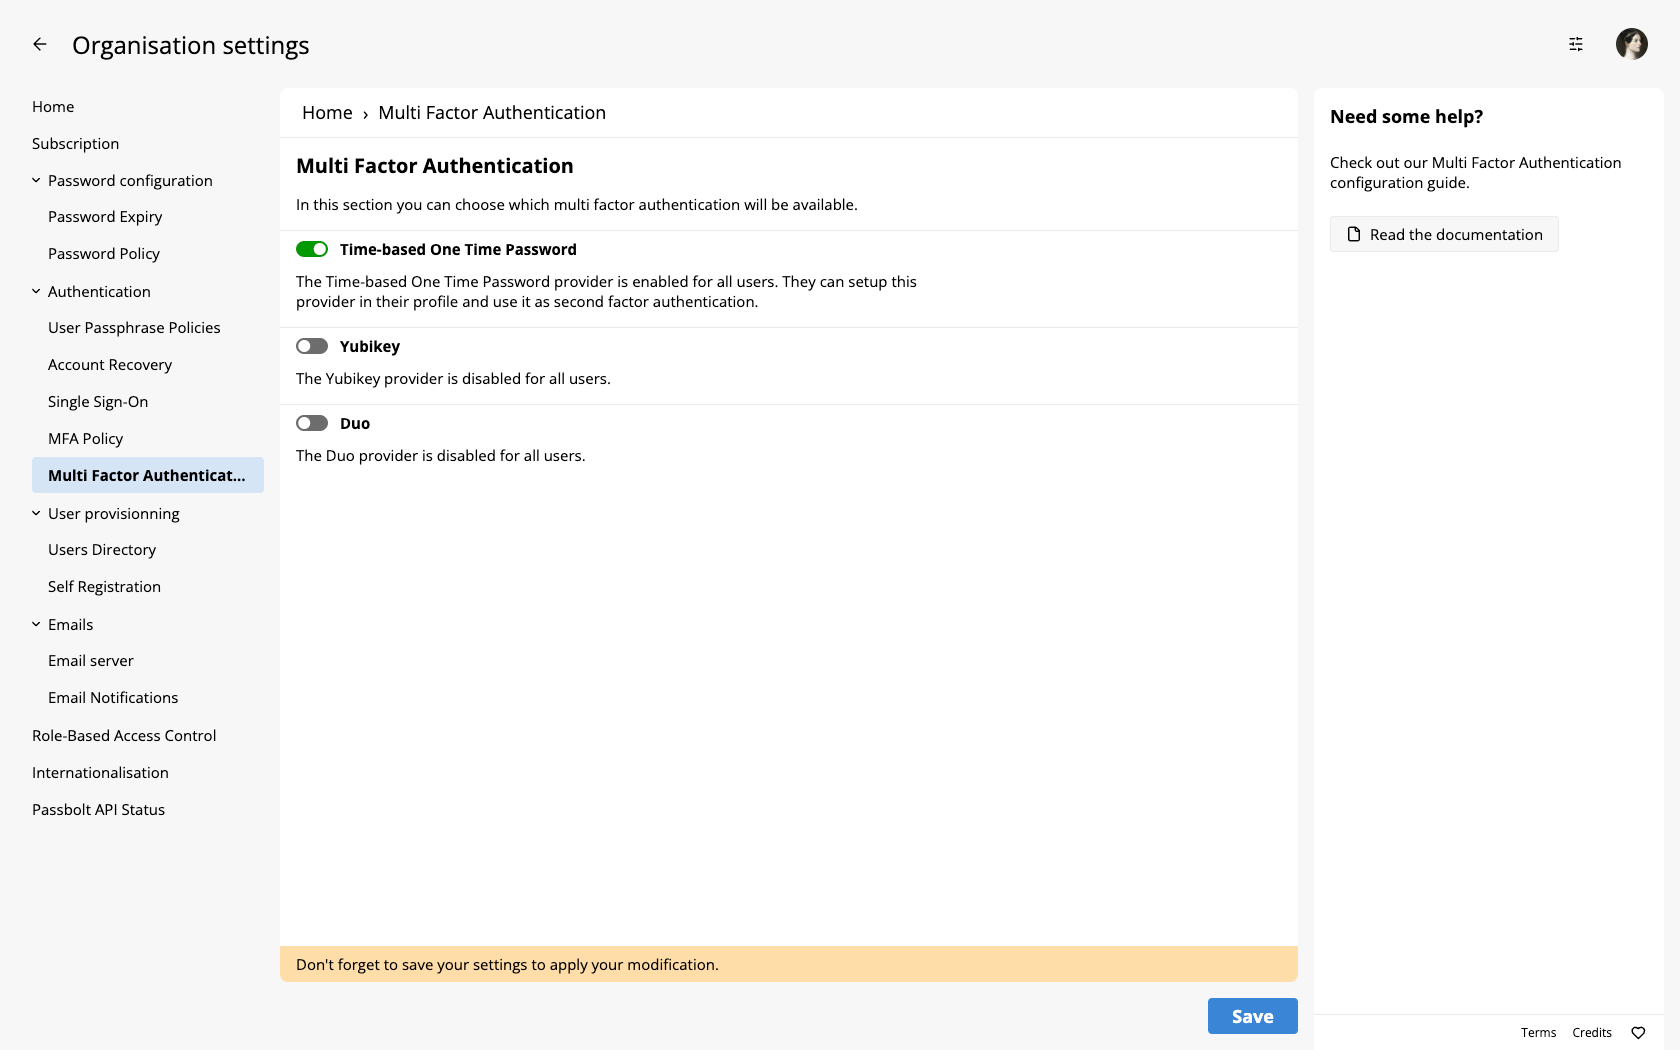 Organisation settings
Home
Subscription
Password configuration
Password Expiry
Password Policy
Authentication
User Passphrase Policies
Account Recovery
Single Sign-On
MFA Policy
Multi Factor Authenticat...
User provisionning
Users Directory
Self Registration
Emails
Email server
Email Notifications
Role-Based Access Control
Internationalisation
Passbolt API Status
Home › Multi Factor Authentication
Multi Factor Authentication
In this section you can choose which multi factor authentication will be available.
Time-based One Time Password
The Time-based One Time Password provider is enabled for all users. They can setup this
provider in their profile and use it as second factor authentication.
Yubikey
The Yubikey provider is disabled for all users.
Duo
The Duo provider is disabled for all users.
Don't forget to save your settings to apply your modification.
Save
Need some help?
Check out our Multi Factor Authentication
configuration guide.
Read the documentation
Terms Credits